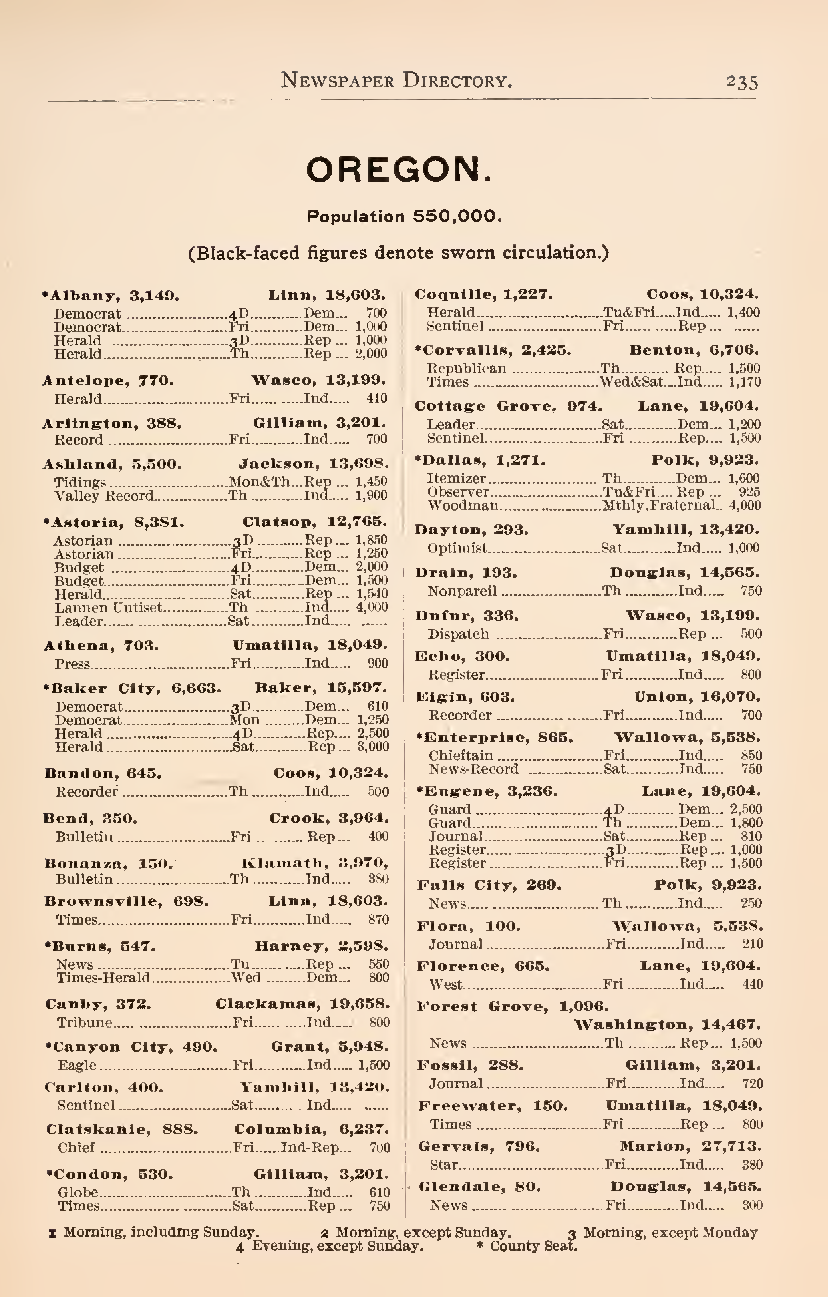 NEWSPAPER DIRECTORY. 235
OREGON.
Population 550,000.
(Black-faced figures denote sworn circulation.)
*Albany, 3,149. Linn, 18,603.
Democrat 4D Dem 700
Democrat Fri Dem 1,000
Herald 3D Rep 1,000
Herald Th Rep 2,000
Antelope, 770. Wasco, 13,199.
Herald Fri Ind 410
Arlington, 388. Gilliam, 3,201.
Record Fri Ind 700
Ashland, 5,500. Jackson, 13,698.
Tidings Mon&Th Rep 1,450
Valley Record Th Ind 1,900
*Astoria, 8,381. Clatsop, 12,765.
Astorian 3D Rep 1,850
Astorian Fri Rep 1,250
Budget 4D Dem 2,000
Budget Fri Dem 1,500
Herald Sat Rep 1,540
Lannen Untiset Th Ind 4,000
Leader Sat Ind
Athena, 703. Umatilla, 18,049.
Press Fri Ind 900
*Baker City, 6,663. Baker, 15,597.
Democrat 3D Dem 610
Democrat Mon Dem 1,250
Herald 4D Rep 2,500
Herald Sat Rep 3,000
Bandon, 645. Coos, 10,324.
Recorder Th Ind 500
Bend, 350. Crook, 3,964.
Bulletin Fri Rep 400
Bonanza, 150. Klamath, 3,970,
Bulletin Th Ind 380
Brownsville, 698. Linn, 18,603.
Times Fri Ind 870
*Burns, 547. Harney, 2,598.
News Tu Rep 550
Times-Herald Wed Dem 800
Canby, 372. Clackamas, 19,658.
Tribune Fri Ind 800
*Canyon City, 490. Grant, 5,948.
Eagle Fri Ind 1,500
Carlton, 400. Yamhill, 13,420.
Sentinel Sat Ind
Clatskanie, 888. Columbia, 6,237.
Chief Fri Ind-Rep 700
*Condon, 530. Gilliam, 3,201.
Globe Th Ind 610
Times Sat Rep 750
Coquille, 1,227. Coos, 10,324.
Herald Tu&Fri Ind 1,400
Sentinel Fri Rep
*Corvallis, 2,425. Benton, 6,706.
Republican Th Rep 1,500
Times Wed&Sat Ind 1,170
Cottage Grove, 974. Lane, 19,604.
Leader Sat Dem 1,200
Sentinel Fri Rep 1,500
*Dallas, 1,271. Polk, 9,923.
Itemizer Th Dem 1,600
Observer Tu&Fri Rep 925
Woodman Mthly.Fraternal 4,000
Dayton, 293. Yamhill, 13,420.
Optimist Sat Ind 1,000
Drain, 193. Douglas, 14,565.
Nonpareil Th Ind 750
Dufur, 336. Wasco, 13,199.
Dispatch Fri Rep 500
Echo, 300. Umatilla, 18,049.
Register Fri Ind 800
Elgin, 603. Union, 16,070.
Recorder Fri Ind 700
*Enterprise, 865. Wallowa, 5,538.
Chieftain Fri Ind 850
News-Record Sat Ind 750
*Eugene, 3,236. Lane, 19,604.
Guard 4D Dem 2,500
Guard Th Dem 1,800
Journal Sat Rep 810
Register 3D Rep 1,000
Register Fri Rep 1,500
Falls City, 269. Polk, 9,923.
News Th Ind 250
Flora, 100. Wallowa, 5,538.
Journal Fri Ind 210
Florence, 665. Lane, 19,604.
West Fri Ind 440
Forest Grove, 1,096.
Washington, 14,467.
News Th Rep 1,500
Fossil, 288. Gilliam, 3,201.
Journal Fri Ind 720
Freewater, 150. Umatilla, 18,049.
Times Fri Rep 800
Gervais, 796. Marion, 27,713.
Star Fri Ind 380
Glendale, 80. Douglas, 14,565.
News Fri Ind 300
1 Morning, including Sunday. 2 Morning, except Sunday. 3 Morning, except Monday
4 Evening, except Sunday. * County Seat.